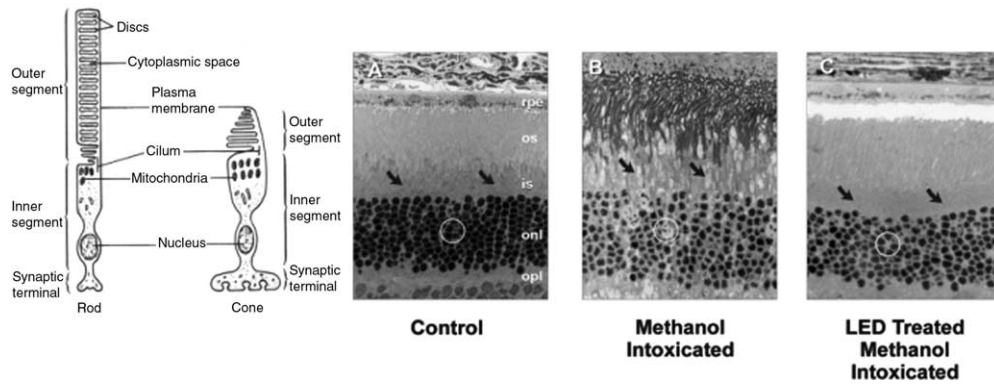 Discs
Cytoplasmic space
Outer
segment
Plasma
membrane
Outer
segment
Cilum
Mitochondria
Inner
segment
Inner
segment
Nucleus
Synaptic
terminal
Synaptic
terminal
Rod
Cone
A
rpe
os
is
onl
opl
B
C
Control
Methanol
Intoxicated
LED Treated
Methanol
Intoxicated